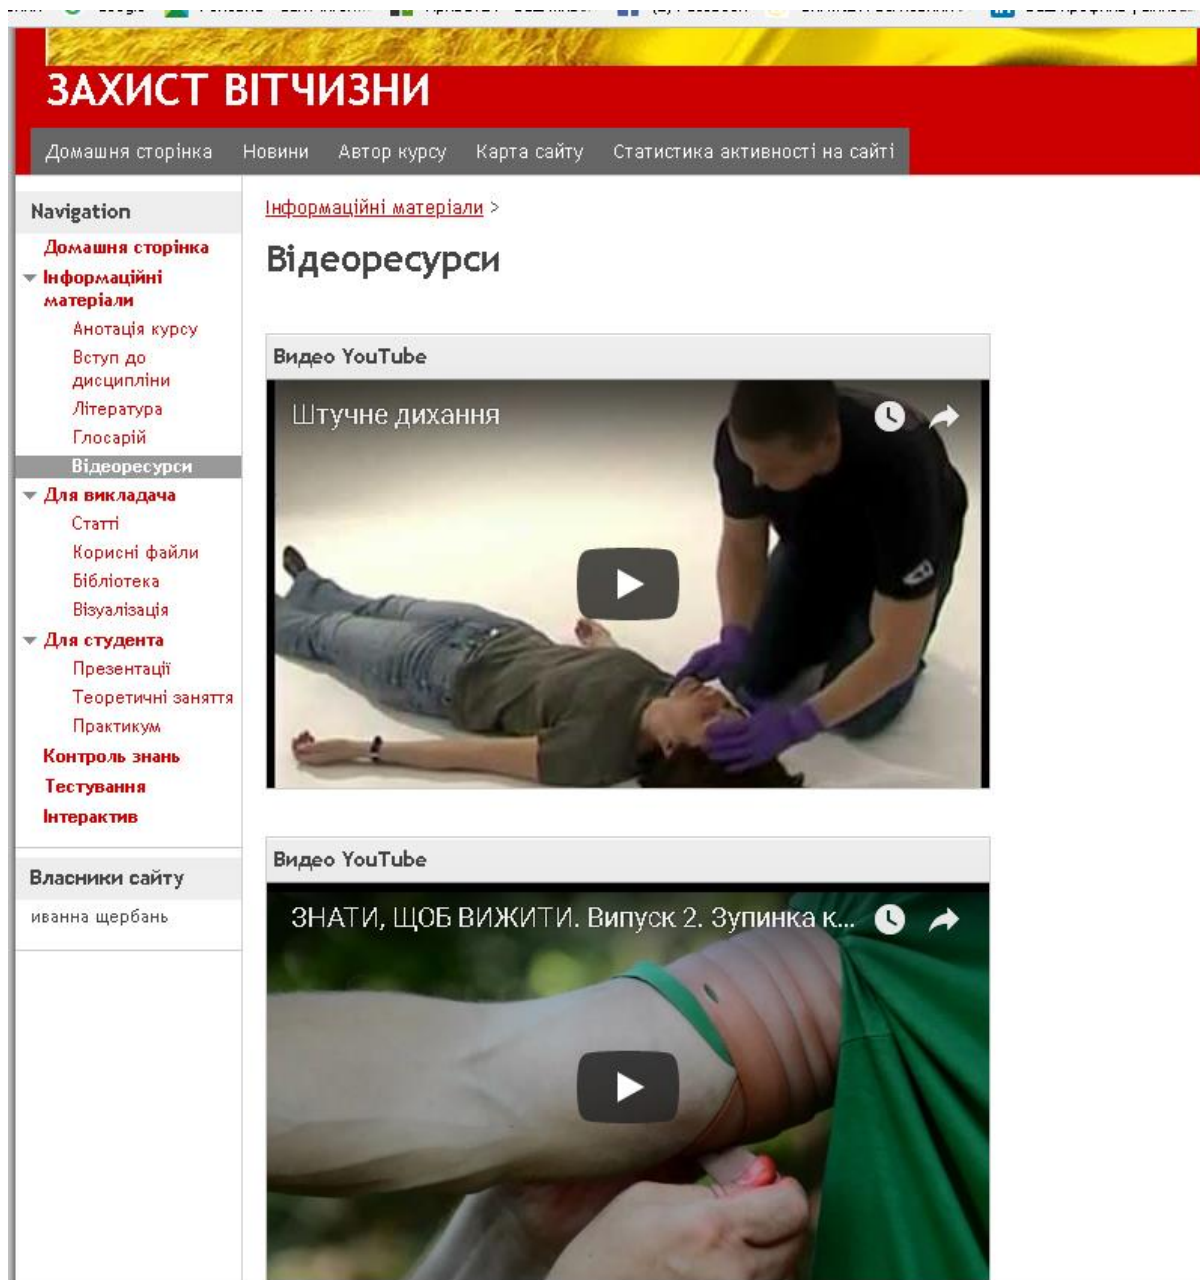 ЗАХИСТ ВІТЧИЗНИ
Домашня сторінка Новини Автор курсу Карта сайту Статистика активності на сайті
Navigation
Домашня сторінка
Інформаційні
матеріали
Анотація курсу
Вступ до
дисципліни
Література
Глосарій
Відеоресурси
Для викладача
Статті
Корисні файли
Бібліотека
Візуалізація
Для студента
Презентації
Теоретичні заняття
Практикум
Контроль знань
Тестування
Інтерактив
Власники сайту
иванна щербань
Інформаційні матеріали >
Відеоресурси
Видео YouTube
Штучне дихання
Видео YouTube
ЗНАТИ, ЩОБ ВИЖИТИ. Випуск 2. Зупинка к...